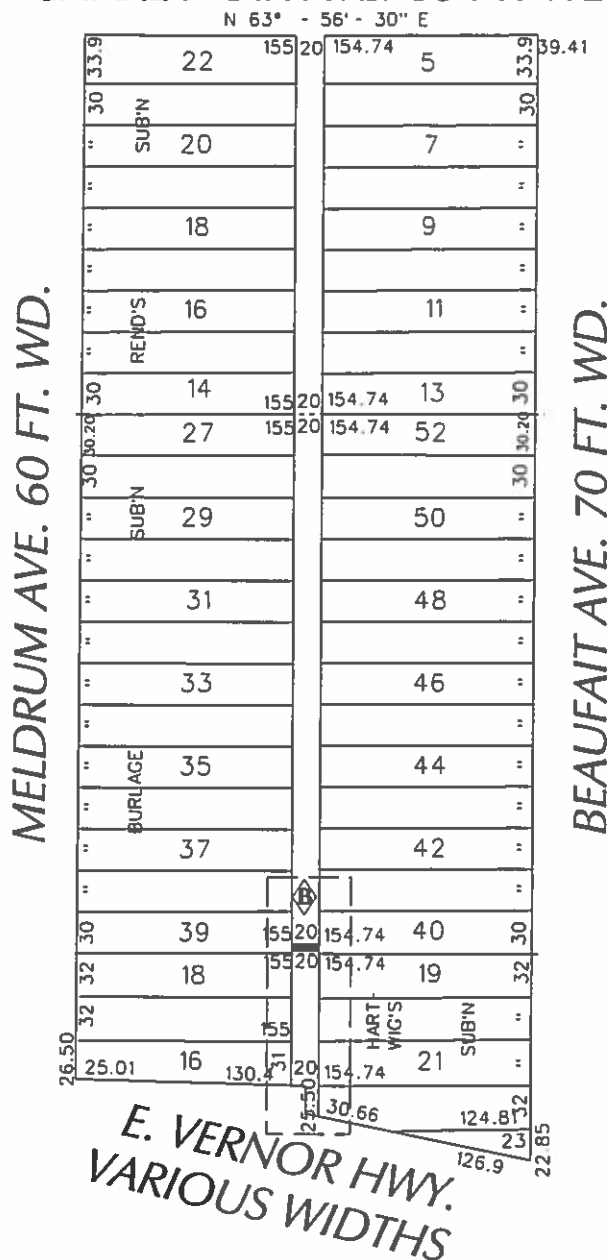 N 63° - 56' - 30" E
33.9 22 155 20 154.74 5 33.9 39.41
30 30
SUB'N
" 20 7 "
" "
" 18 9 "
" "
" 16 11 "
REND'S
" "
30 14 155 20 154.74 13 30
30.20 27 155 20 154.74 52 30.20
30 30
SUB'N
" 29 50 "
" "
" 31 48 "
" "
" 33 46 "
" "
" 35 44 "
BURLAGE
" "
" 37 42 "
" "
B
30 39 155 20 154.74 40 30
32 18 155 20 154.74 19 32
32 155 "
HART-
WIG'S
SUB'N
26.50 16 31 20 154.74 21 "
25.01 130.4
25.50 30.66 124.81 32
23
126.9 22.85
MELDRUM AVE. 60 FT. WD.
BEAUFAIT AVE. 70 FT. WD.
E. VERNOR HWY.
VARIOUS WIDTHS